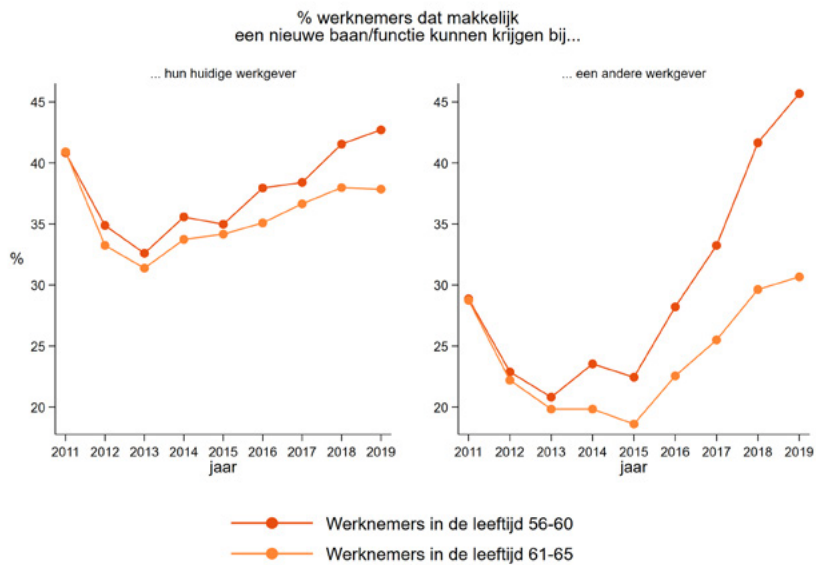 % werknemers dat makkelijk
een nieuwe baan/functie kunnen krijgen bij...
... hun huidige werkgever
... een andere werkgever
%
45
40
35
30
25
20
2011 2012 2013 2014 2015 2016 2017 2018 2019
jaar
45
40
35
30
25
20
2011 2012 2013 2014 2015 2016 2017 2018 2019
jaar
Werknemers in de leeftijd 56-60
Werknemers in de leeftijd 61-65